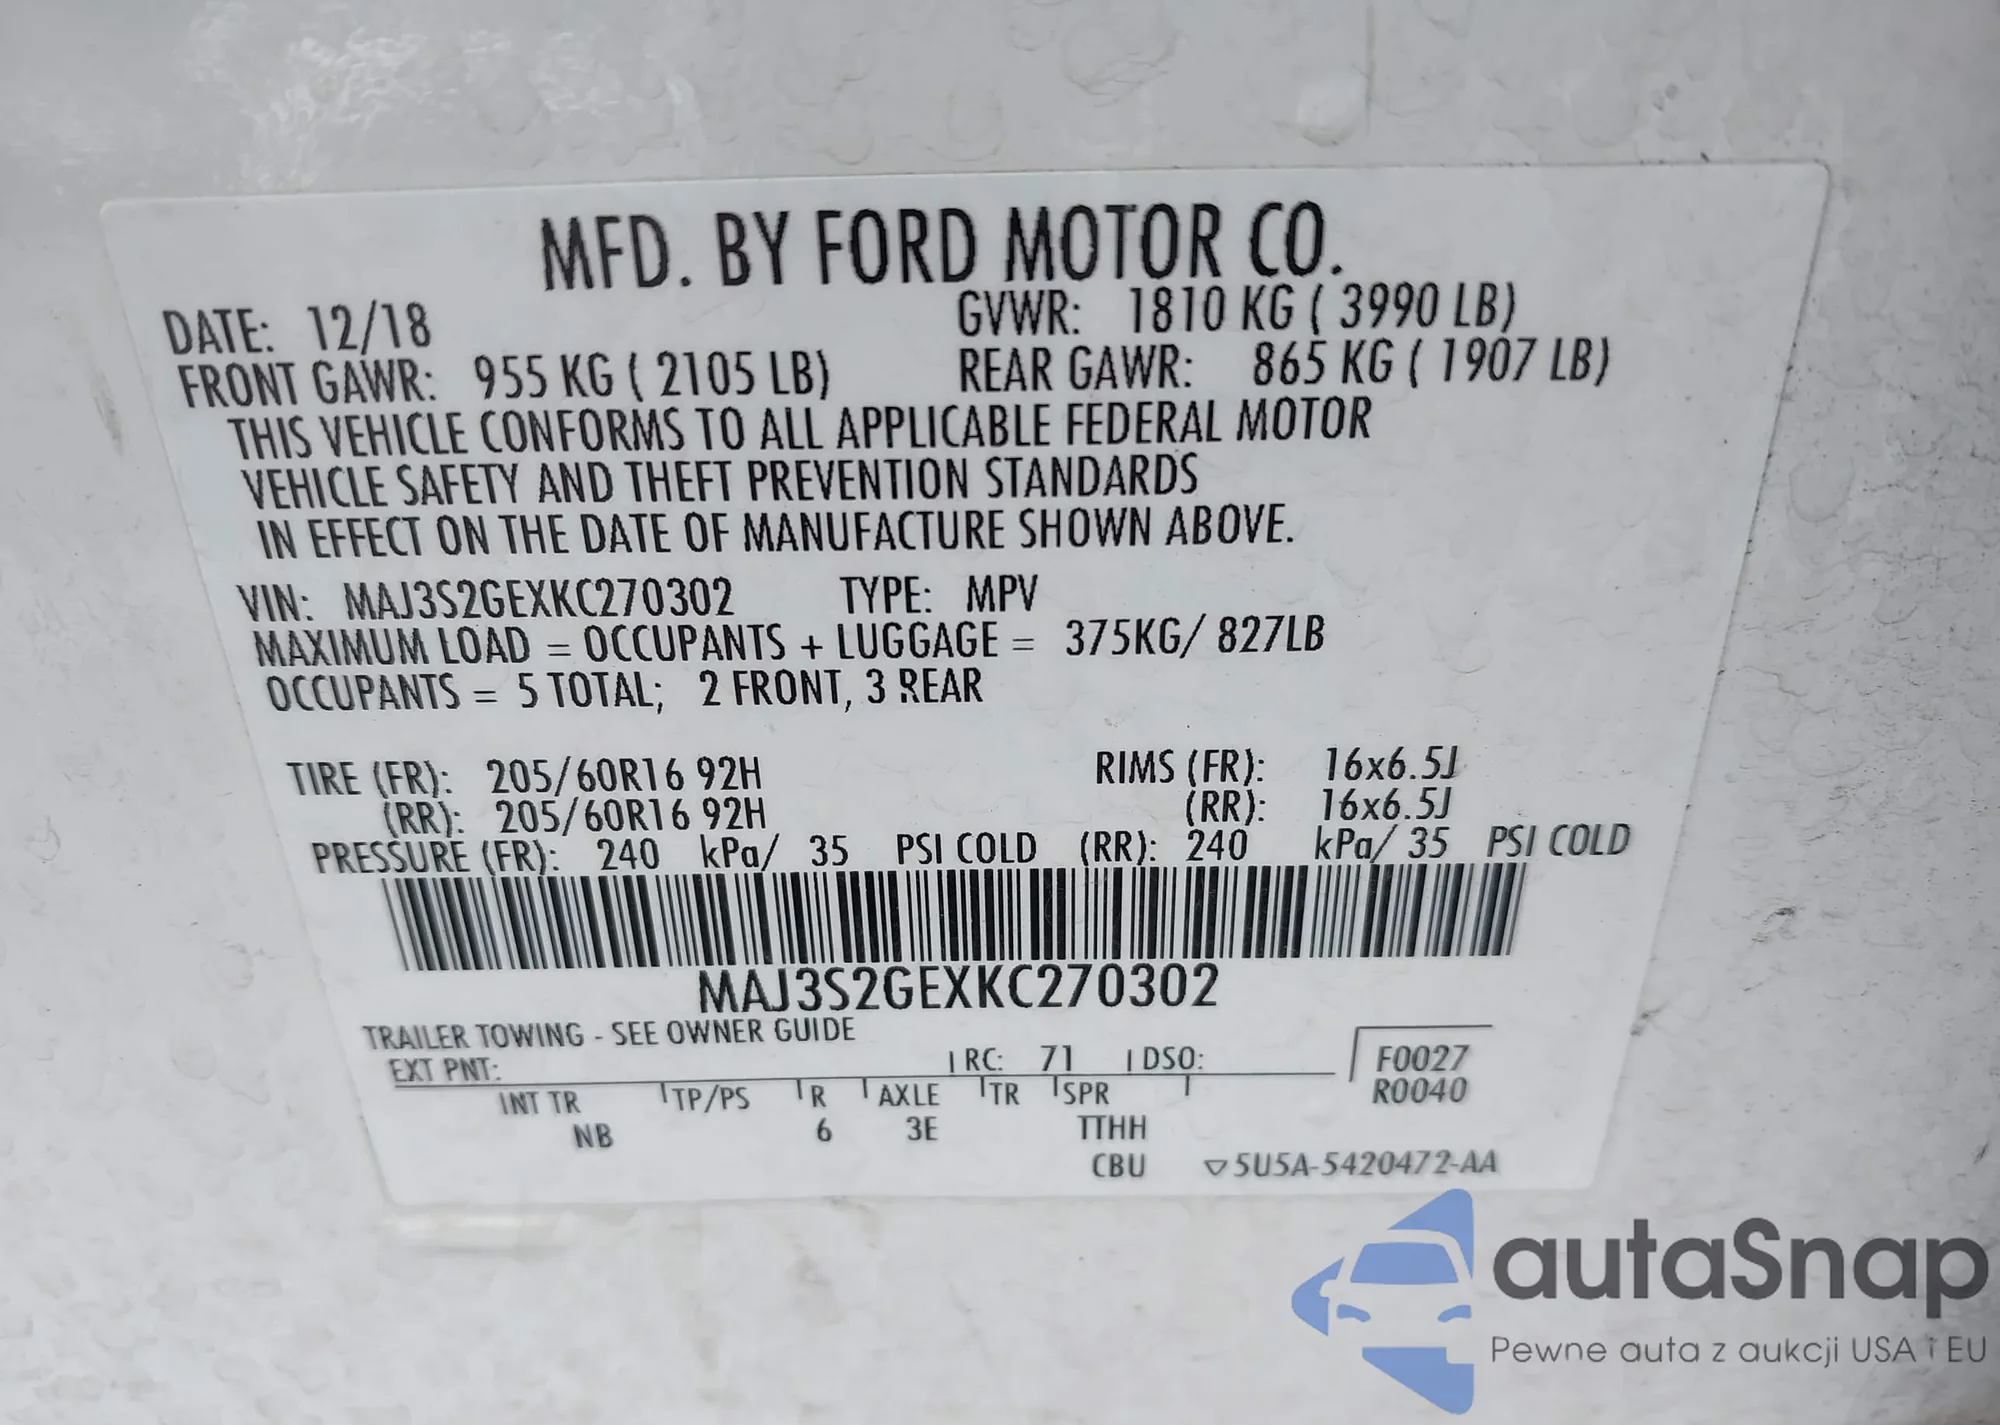 MFD. BY FORD MOTOR CO.
DATE: 12/18 GVWR: 1810 KG ( 3990 LB)
FRONT GAWR: 955 KG ( 2105 LB) REAR GAWR: 865 KG ( 1907 LB)
THIS VEHICLE CONFORMS TO ALL APPLICABLE FEDERAL MOTOR
VEHICLE SAFETY AND THEFT PREVENTION STANDARDS
IN EFFECT ON THE DATE OF MANUFACTURE SHOWN ABOVE.
VIN: MAJ3S2GEXKC270302 TYPE: MPV
MAXIMUM LOAD = OCCUPANTS + LUGGAGE = 375KG/ 827LB
OCCUPANTS = 5 TOTAL; 2 FRONT, 3 REAR
TIRE (FR): 205/60R16 92H RIMS (FR): 16x6.5J
(RR): 205/60R16 92H (RR): 16x6.5J
PRESSURE (FR): 240 kPa/ 35 PSI COLD (RR): 240 kPa/ 35 PSI COLD
MAJ3S2GEXKC270302
TRAILER TOWING - SEE OWNER GUIDE
EXT PNT: RC: 71 DSO: F0027
INT TR TP/PS R AXLE TR SPR R0040
NB 6 3E TTHH
CBU ▽5U5A-5420472-AA
autaSnap
Pewne auta z aukcji USA i EU